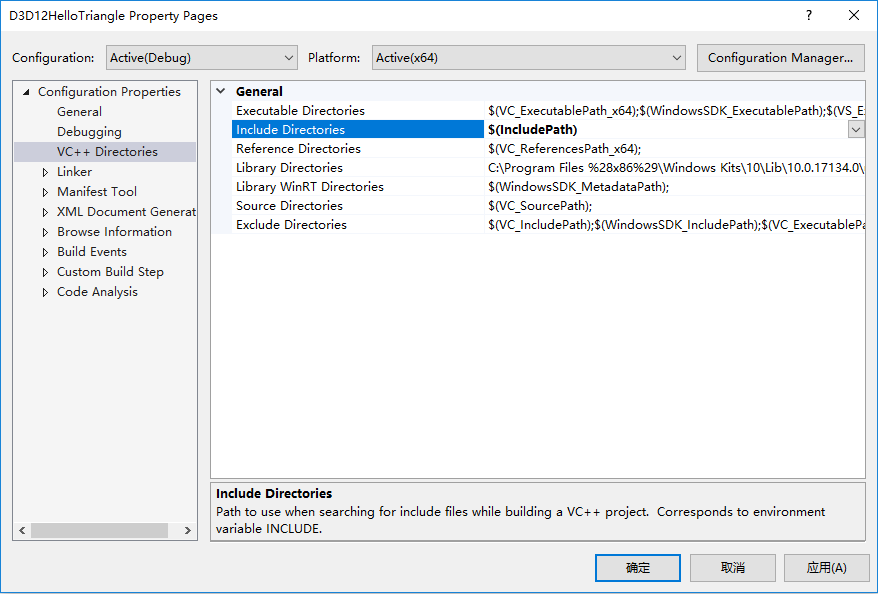 D3D12HelloTriangle Property Pages
?
Configuration: Active(Debug) Platform: Active(x64) Configuration Manager...
Configuration Properties
General
Debugging
VC++ Directories
Linker
Manifest Tool
XML Document Generat
Browse Information
Build Events
Custom Build Step
Code Analysis
General
Executable Directories $(VC_ExecutablePath_x64);$(WindowsSDK_ExecutablePath);$(VS_E
Include Directories $(IncludePath)
Reference Directories $(VC_ReferencesPath_x64);
Library Directories C:\Program Files %28x86%29\Windows Kits\10\Lib\10.0.17134.0\
Library WinRT Directories $(WindowsSDK_MetadataPath);
Source Directories $(VC_SourcePath);
Exclude Directories $(VC_IncludePath);$(WindowsSDK_IncludePath);$(VC_ExecutablePa
Include Directories
Path to use when searching for include files while building a VC++ project.  Corresponds to environment
variable INCLUDE.
确定 取消 应用(A)